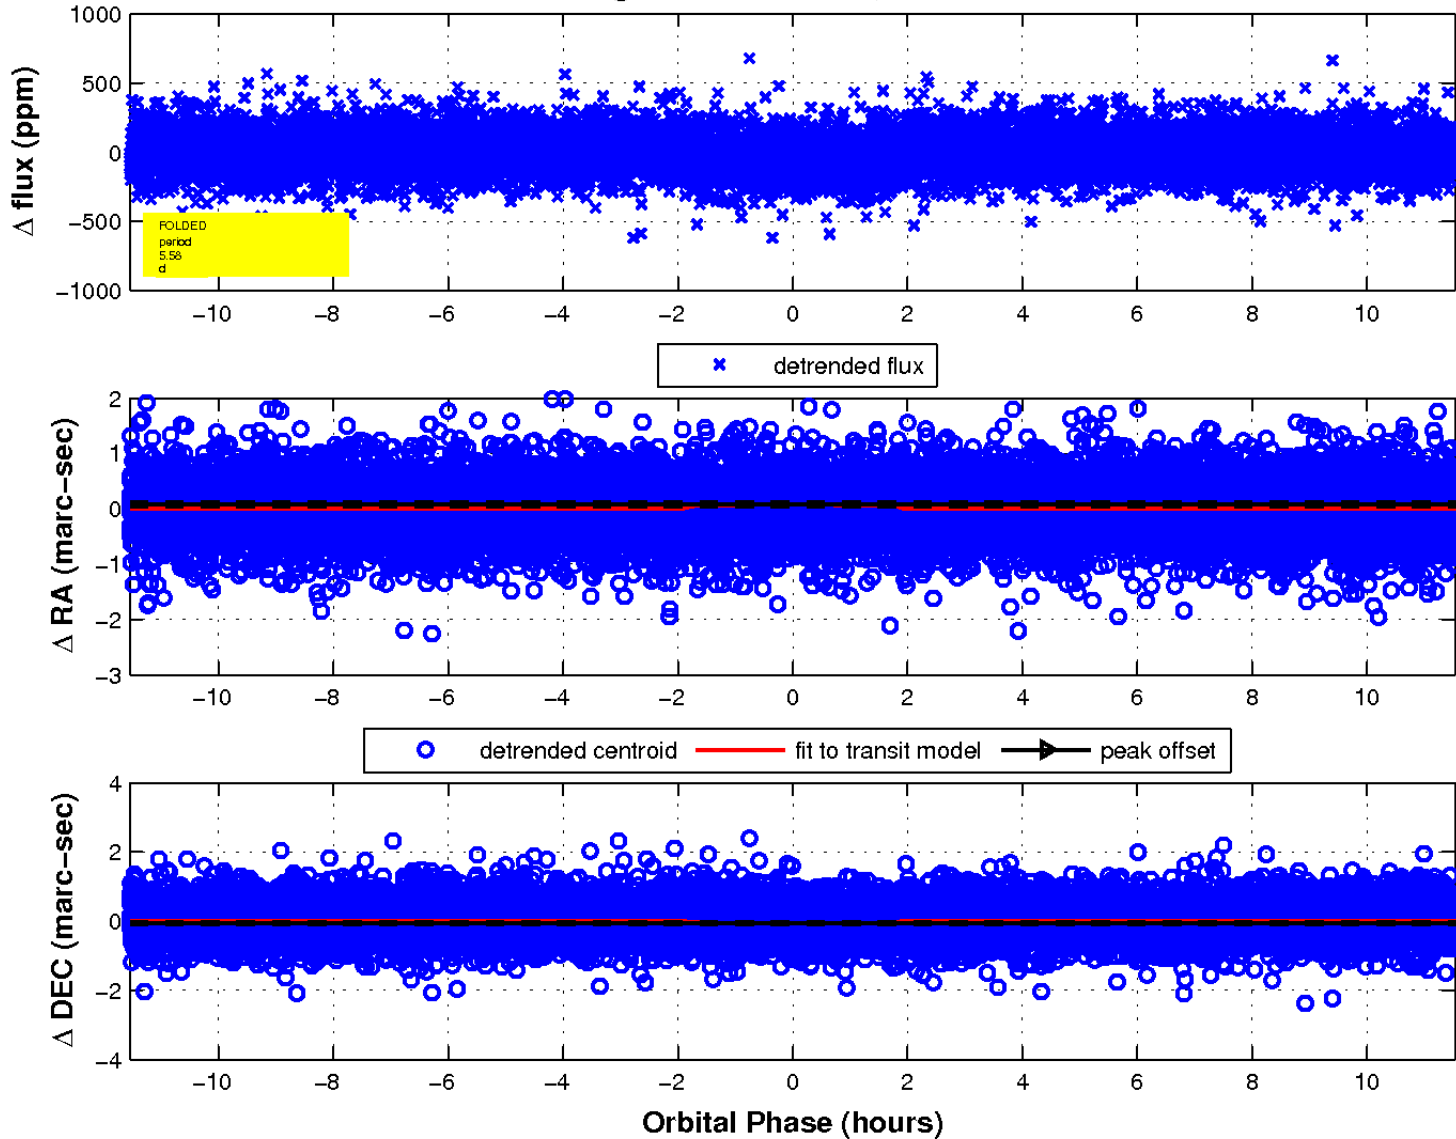 1000
500
0
−500
−1000
Δ flux (ppm)
FOLDED
period
5.58
d
−10 −8 −6 −4 −2 0 2 4 6 8 10
detrended flux
2
1
0
−1
−2
−3
Δ RA (marc−sec)
−10 −8 −6 −4 −2 0 2 4 6 8 10
detrended centroid fit to transit model peak offset
4
2
0
−2
−4
Δ DEC (marc−sec)
−10 −8 −6 −4 −2 0 2 4 6 8 10
Orbital Phase (hours)